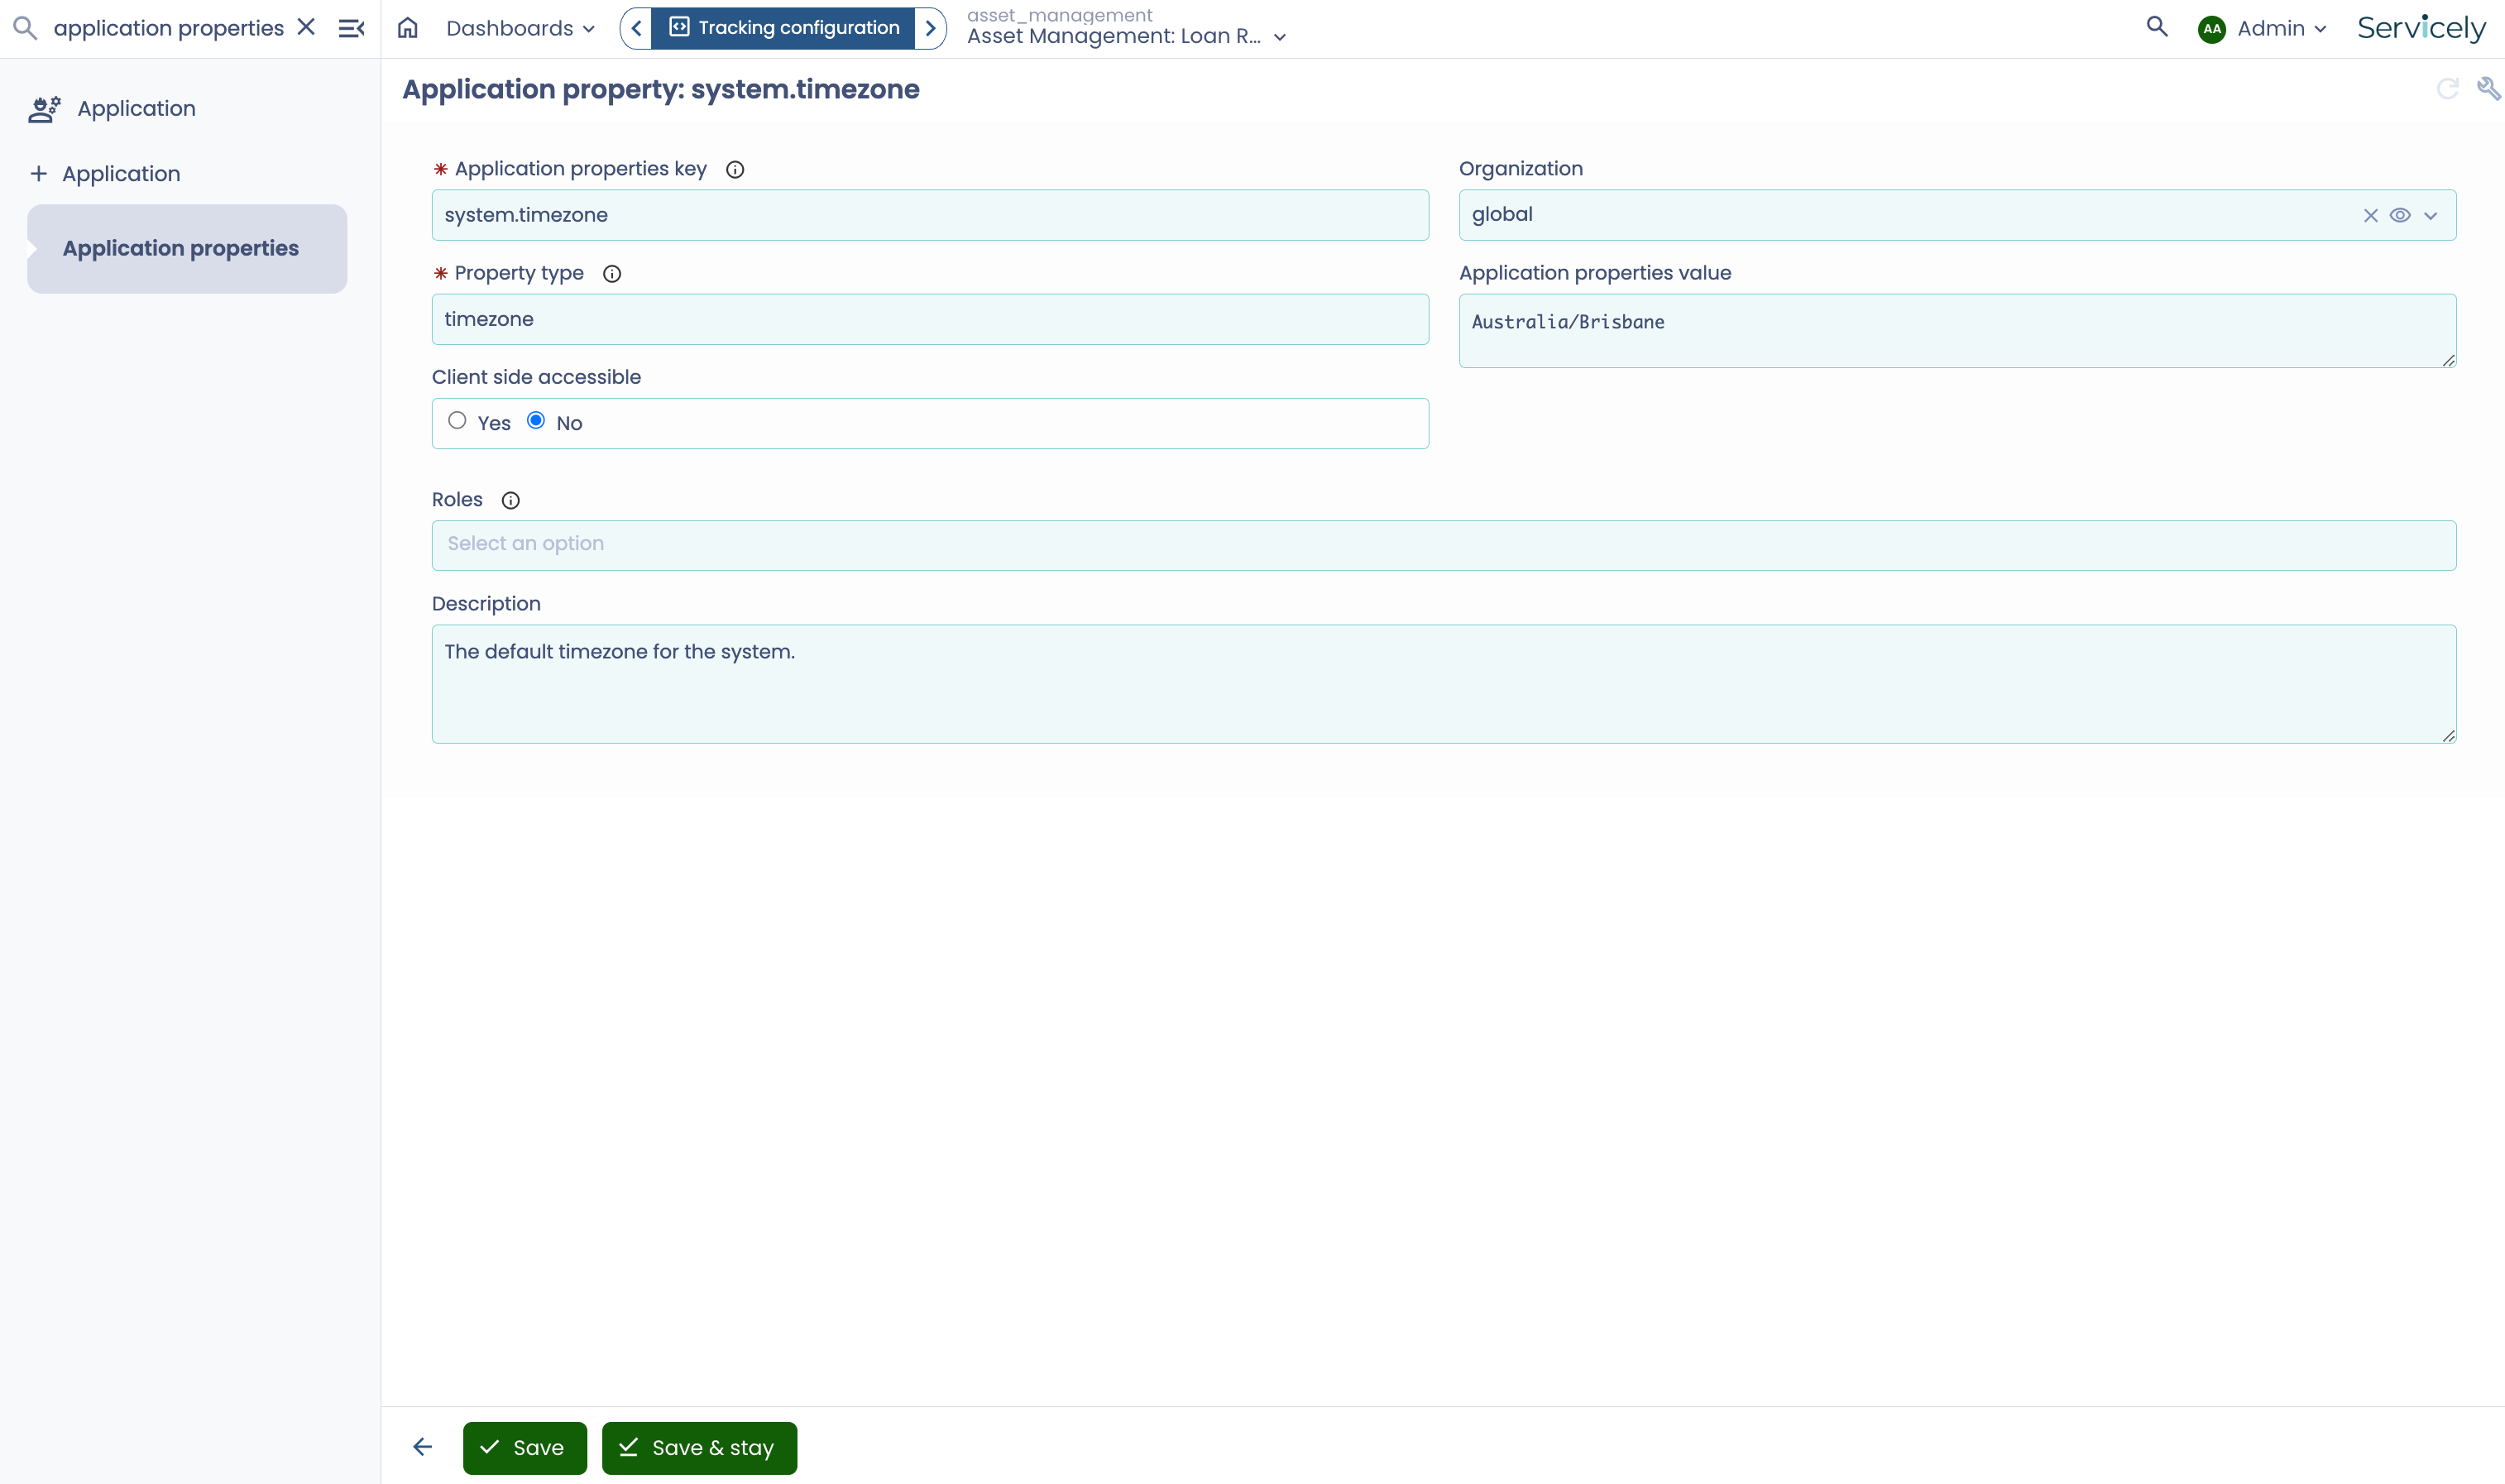 application properties
Dashboards
Tracking configuration
asset_management
Asset Management: Loan R...
AA
Admin
Servicely
Application
Application
Application properties
Application property: system.timezone
* Application properties key
system.timezone
Organization
global
* Property type
timezone
Application properties value
Australia/Brisbane
Client side accessible
Yes
No
Roles
Select an option
Description
The default timezone for the system.
Save
Save & stay